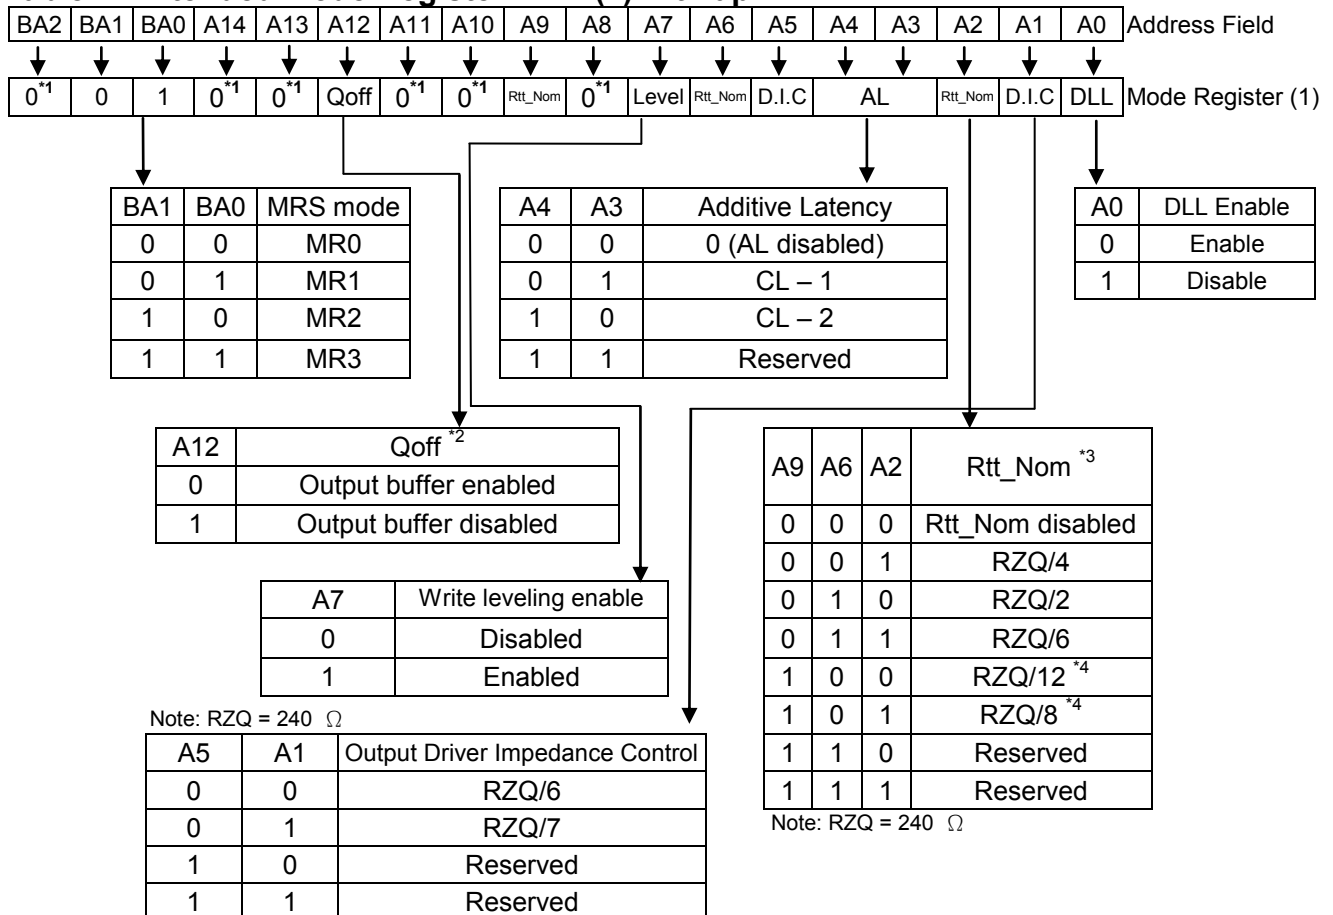 BA2 BA1 BA0 A14 A13 A12 A11 A10 A9 A8 A7 A6 A5 A4 A3 A2 A1 A0 Address Field
0*1 0 1 0*1 0*1 Qoff 0*1 0*1 Rtt_Nom 0*1 Level Rtt_Nom D.I.C AL Rtt_Nom D.I.C DLL Mode Register (1)
BA1 BA0 MRS mode
0 0 MR0
0 1 MR1
1 0 MR2
1 1 MR3
A4 A3 Additive Latency
0 0 0 (AL disabled)
0 1 CL – 1
1 0 CL – 2
1 1 Reserved
A0 DLL Enable
0 Enable
1 Disable
A12 Qoff *2
0 Output buffer enabled
1 Output buffer disabled
A7 Write leveling enable
0 Disabled
1 Enabled
Note: RZQ = 240 Ω
A5 A1 Output Driver Impedance Control
0 0 RZQ/6
0 1 RZQ/7
1 0 Reserved
1 1 Reserved
A9 A6 A2 Rtt_Nom *3
0 0 0 Rtt_Nom disabled
0 0 1 RZQ/4
0 1 0 RZQ/2
0 1 1 RZQ/6
1 0 0 RZQ/12 *4
1 0 1 RZQ/8 *4
1 1 0 Reserved
1 1 1 Reserved
Note: RZQ = 240 Ω